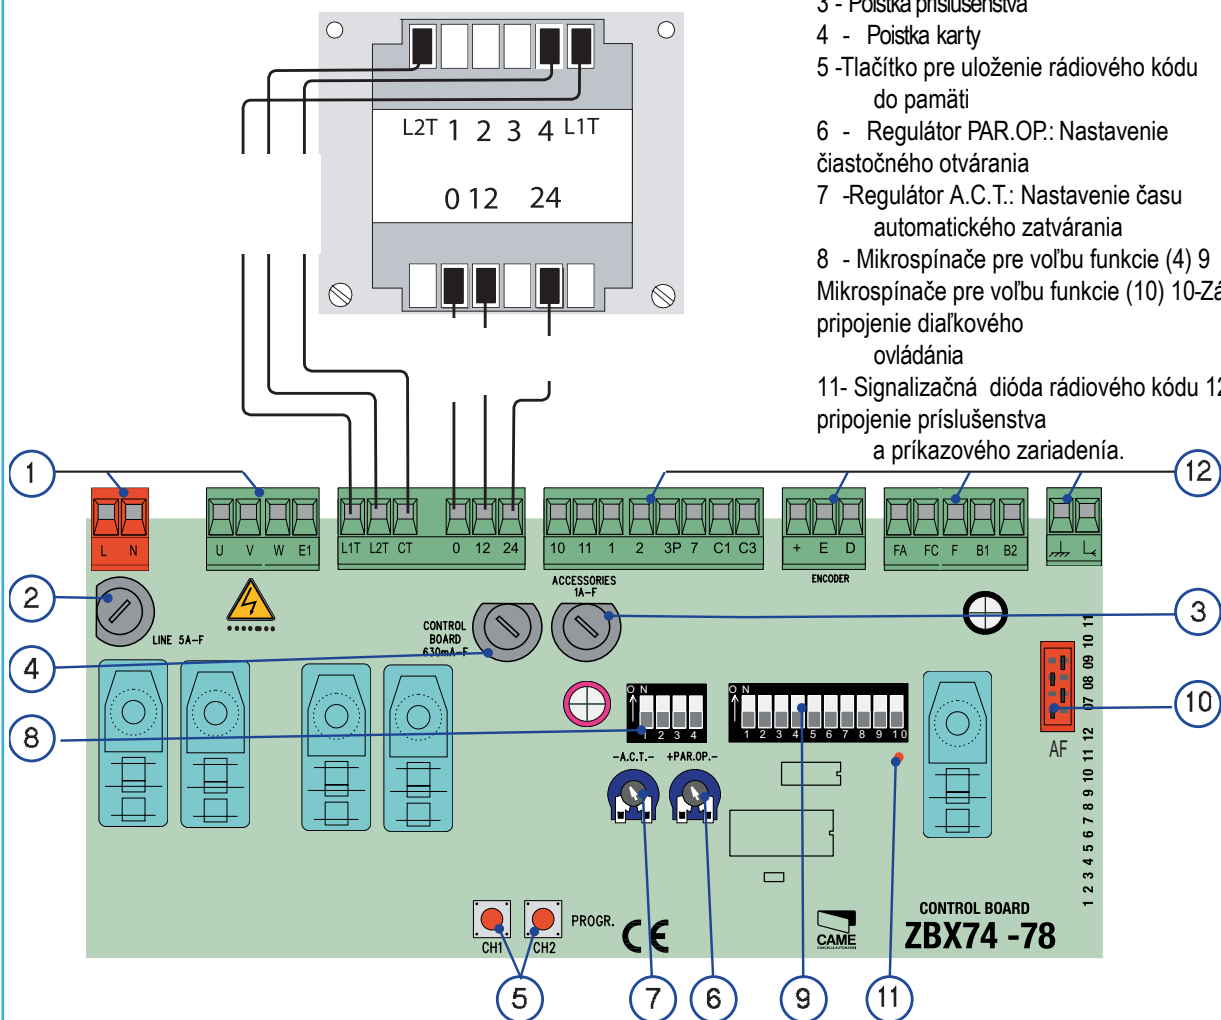 3 - Poistka príslušenstva
4 - Poistka karty
5 -Tlačítko pre uloženie rádiového kódu
do pamäti
6 - Regulátor PAR.OP.: Nastavenie
čiastočného otvárania
7 -Regulátor A.C.T.: Nastavenie času
automatického zatvárania
8 - Mikrospínače pre voľbu funkcie (4) 9
Mikrospínače pre voľbu funkcie (10) 10-Zá
pripojenie diaľkového
ovládánia
11- Signalizačná dióda rádiového kódu 12
pripojenie príslušenstva
a príkazového zariadenía.
L2T 1 2 3 4 L1T
0 12 24
1
12
L N
U V W E1
L1T L2T CT 0 12 24
10 11 1 2 3P 7 C1 C3
+ E D
FA FC F B1 B2
ENCODER
ACCESSORIES
1A-F
2
LINE 5A-F
CONTROL
BOARD
630mA-F
3
4
8
O N
1 2 3 4
O N
1 2 3 4 5 6 7 8 9 10
-A.C.T.- +PAR.OP.-
10
AF
1 2 3 4 5 6 7 8 9 10 11 12 07 08 09 10 11
CH1 CH2
PROGR.
CE
CAME
CANCELLI AUTOMATICI
CONTROL BOARD
ZBX74 -78
5 7 6 9 11